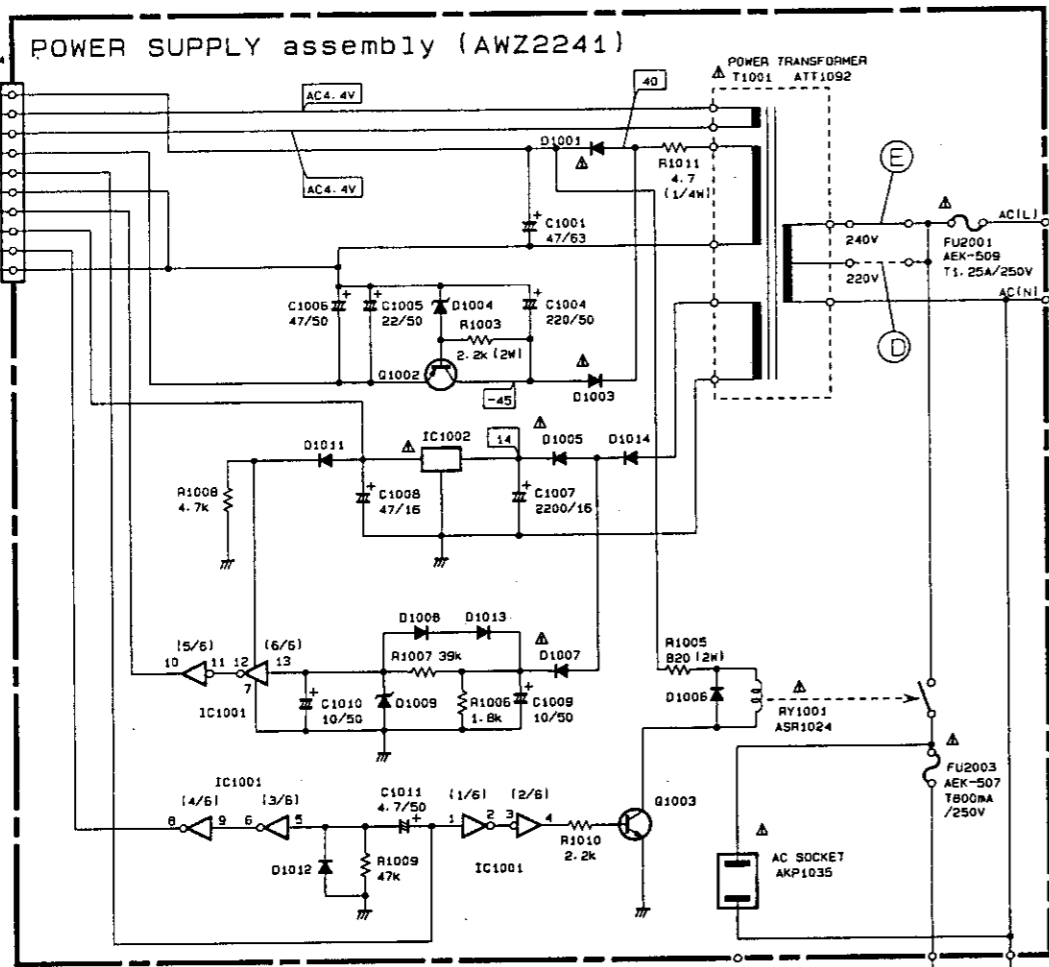 POWER SUPPLY assembly (AWZ2241)
POWER TRANSFORMER
T1001 ATT1092
AC4.4V
40
D1001
R1011
4.7
(1/4W)
E
AC4.4V
C1001
47/63
240V
FU2001
AEK-509
T1.25A/250V
AC(L)
220V
AC(N)
C1006
47/50
C1005
22/50
D1004
C1004
220/50
R1003
2.2k (2W)
D
Q1002
-45
D1003
D1011
IC1002
14
D1005
D1014
R1008
4.7k
C1008
47/16
C1007
2200/16
D1008
D1013
(5/6)
(6/6)
R1007 39k
D1007
R1005
820 (2W)
10
11
12
13
7
D1006
IC1001
C1010
10/50
D1009
R1006
1.8k
C1009
10/50
RY1001
ASR1024
IC1001
FU2003
AEK-507
T800mA
/250V
(4/6)
(3/6)
C1011
4.7/50
(1/6)
(2/6)
Q1003
8
9
6
5
1
2
3
4
R1010
2.2k
D1012
R1009
47k
IC1001
AC SOCKET
AKP1035